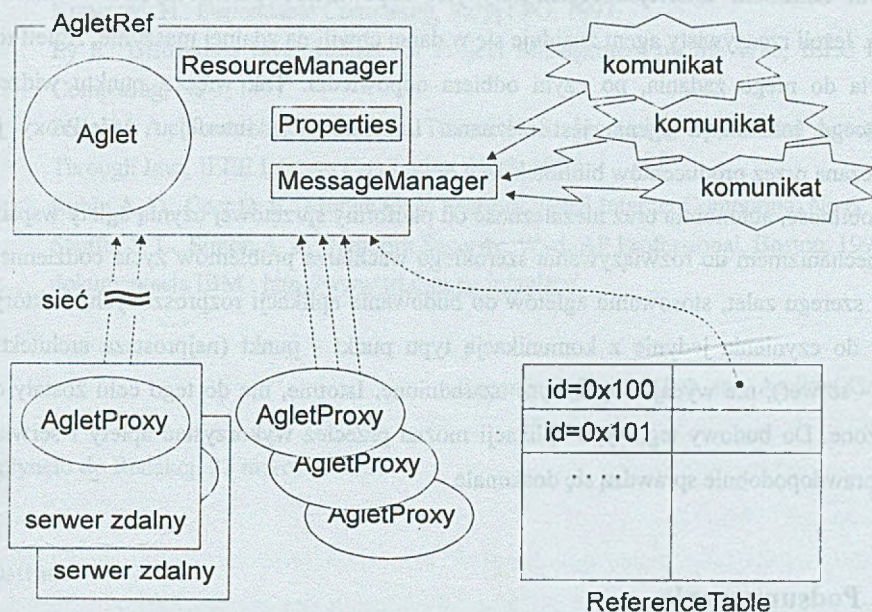 AgletRef
ResourceManager
Aglet
Properties
MessageManager
komunikat
komunikat
komunikat
sieć
AgletProxy
AgletProxy
AgletProxy
AgletProxy
serwer zdalny
serwer zdalny
id=0x100
id=0x101
. . . . .
ReferenceTable